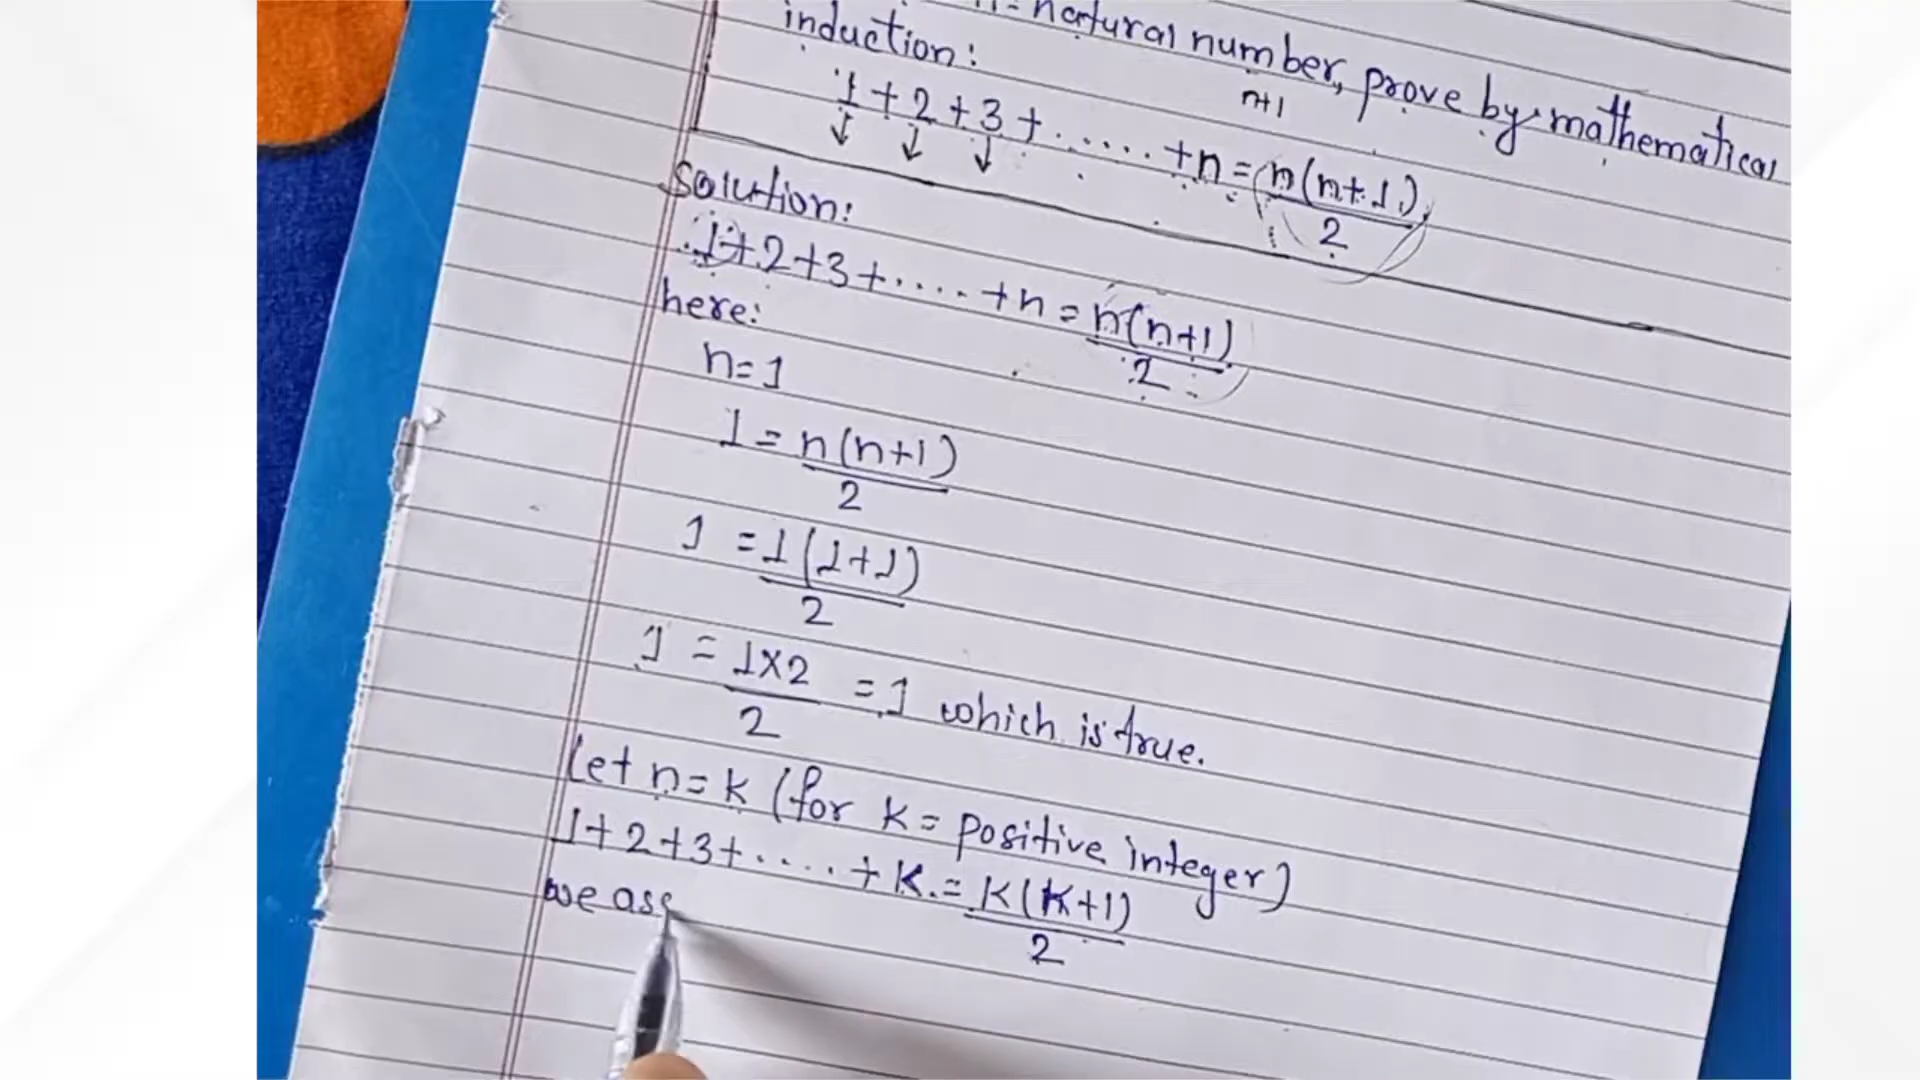 n = natural number, prove by mathematical
induction:
n+1
1 + 2 + 3 + ...... + n = n(n+1)/2
Solution:
1+2+3+.....+n = n(n+1)/2
here:
n=1
1 = n(n+1)/2
1 = 1(1+1)/2
1 = 1×2/2 = 1 which is true.
Let n=k (for k= positive integer)
1+2+3+.....+k = k(k+1)/2
we ass